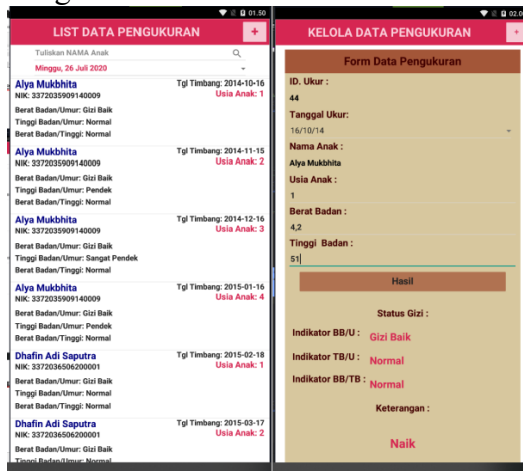 01.50
LIST DATA PENGUKURAN
+
Tuliskan NAMA Anak
Minggu, 26 Juli 2020
Alya Mukbhita
Tgl Timbang: 2014-10-16
NIK: 3372035909140009
Usia Anak: 1
Berat Badan/Umur: Gizi Baik
Tinggi Badan/Umur: Normal
Berat Badan/Tinggi: Normal
Alya Mukbhita
Tgl Timbang: 2014-11-15
NIK: 3372035909140009
Usia Anak: 2
Berat Badan/Umur: Gizi Baik
Tinggi Badan/Umur: Pendek
Berat Badan/Tinggi: Normal
Alya Mukbhita
Tgl Timbang: 2014-12-16
NIK: 3372035909140009
Usia Anak: 3
Berat Badan/Umur: Gizi Baik
Tinggi Badan/Umur: Sangat Pendek
Berat Badan/Tinggi: Normal
Alya Mukbhita
Tgl Timbang: 2015-01-16
NIK: 3372035909140009
Usia Anak: 4
Berat Badan/Umur: Gizi Baik
Tinggi Badan/Umur: Pendek
Berat Badan/Tinggi: Normal
Dhafin Adi Saputra
Tgl Timbang: 2015-02-18
NIK: 3372036506200001
Usia Anak: 1
Berat Badan/Umur: Gizi Baik
Tinggi Badan/Umur: Normal
Berat Badan/Tinggi: Normal
Dhafin Adi Saputra
Tgl Timbang: 2015-03-17
NIK: 3372036506200001
Usia Anak: 2
Berat Badan/Umur: Gizi Baik
Tinggi Badan/Umur: Normal
KELOLA DATA PENGUKURAN
+
Form Data Pengukuran
ID. Ukur :
44
Tanggal Ukur:
16/10/14
Nama Anak :
Alya Mukbhita
Usia Anak :
1
Berat Badan :
4,2
Tinggi Badan :
51
Hasil
Status Gizi :
Indikator BB/U : Gizi Baik
Indikator TB/U : Normal
Indikator BB/TB : Normal
Keterangan :
Naik